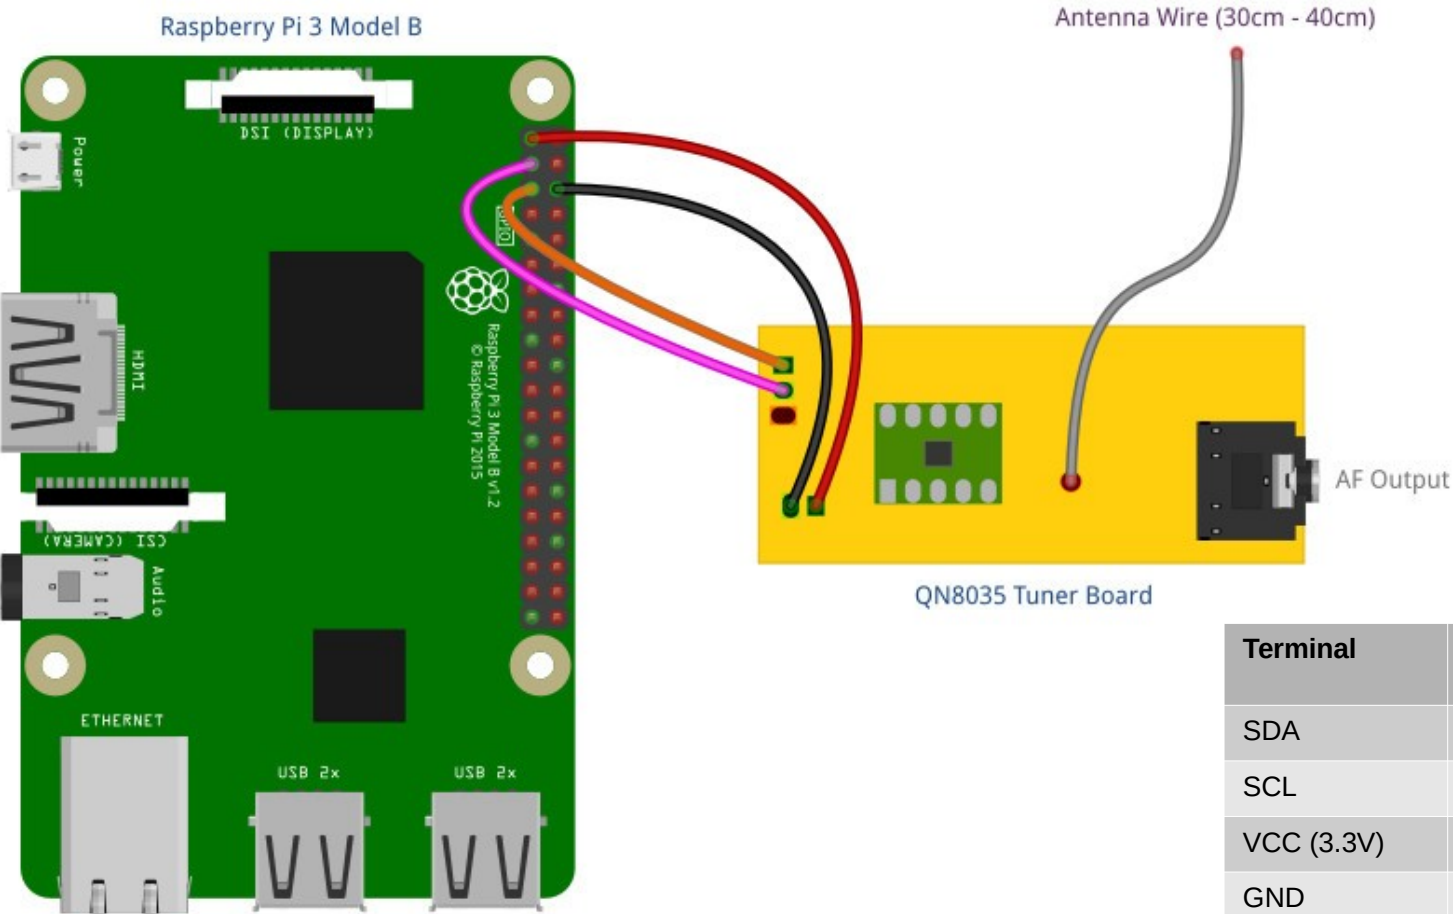 Raspberry Pi 3 Model B
Antenna Wire (30cm - 40cm)
DSI (DISPLAY)
Power
GPIO
HDMI
Raspberry Pi 3 Model B v1.2
© Raspberry Pi 2015
CSI (CAMERA)
Audio
AF Output
QN8035 Tuner Board
ETHERNET
USB 2x
USB 2x
Terminal
SDA
SCL
VCC (3.3V)
GND